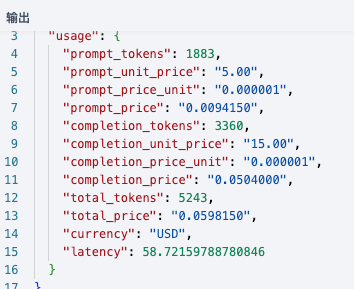 输出
3 "usage": {
4 "prompt_tokens": 1883,
5 "prompt_unit_price": "5.00",
6 "prompt_price_unit": "0.000001",
7 "prompt_price": "0.0094150",
8 "completion_tokens": 3360,
9 "completion_unit_price": "15.00",
10 "completion_price_unit": "0.000001",
11 "completion_price": "0.0504000",
12 "total_tokens": 5243,
13 "total_price": "0.0598150",
14 "currency": "USD",
15 "latency": 58.72159788780846
16 }
17 }